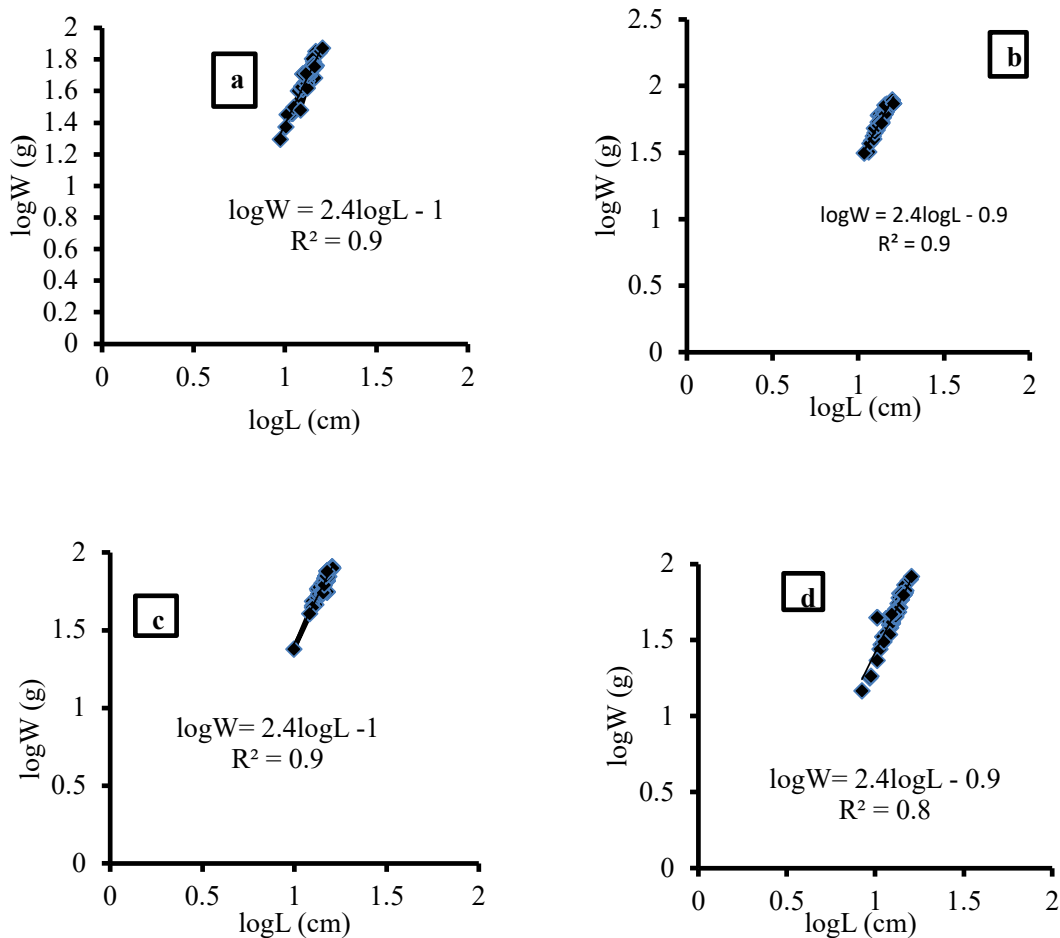 2
1.8
1.6
1.4
1.2
1
0.8
0.6
0.4
0.2
0
logW (g)
a
logW = 2.4logL - 1
R² = 0.9
0 0.5 1 1.5 2
logL (cm)
2.5
2
1.5
1
0.5
0
logW (g)
b
logW = 2.4logL - 0.9
R² = 0.9
0 0.5 1 1.5 2
logL (cm)
2
1.5
1
0.5
0
logW (g)
c
logW= 2.4logL -1
R² = 0.9
0 0.5 1 1.5 2
logL (cm)
2
1.5
1
0.5
0
logW (g)
d
logW= 2.4logL - 0.9
R² = 0.8
0 0.5 1 1.5 2
logL (cm)